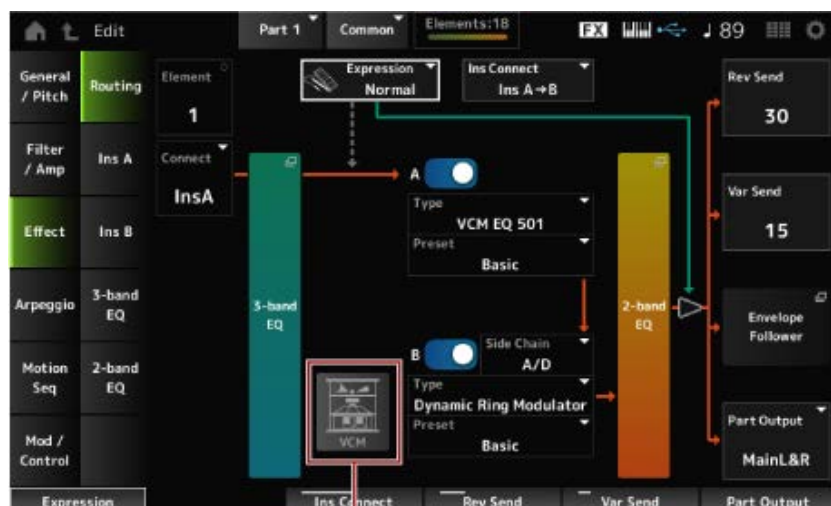 Edit
Part 1
Common
Elements:18
FX
♩ 89
General / Pitch
Routing
Element
1
Expression
Normal
Ins Connect
Ins A→B
Rev Send
30
Filter / Amp
Ins A
Connect
InsA
A
Type
VCM EQ 501
Preset
Basic
Var Send
15
Effect
Ins B
Arpeggio
3-band EQ
3-band EQ
2-band EQ
Envelope Follower
B
Side Chain
A/D
Type
Dynamic Ring Modulator
Preset
Basic
Motion Seq
2-band EQ
VCM
Mod / Control
Part Output
MainL&R
Expression
Ins Connect
Rev Send
Var Send
Part Output